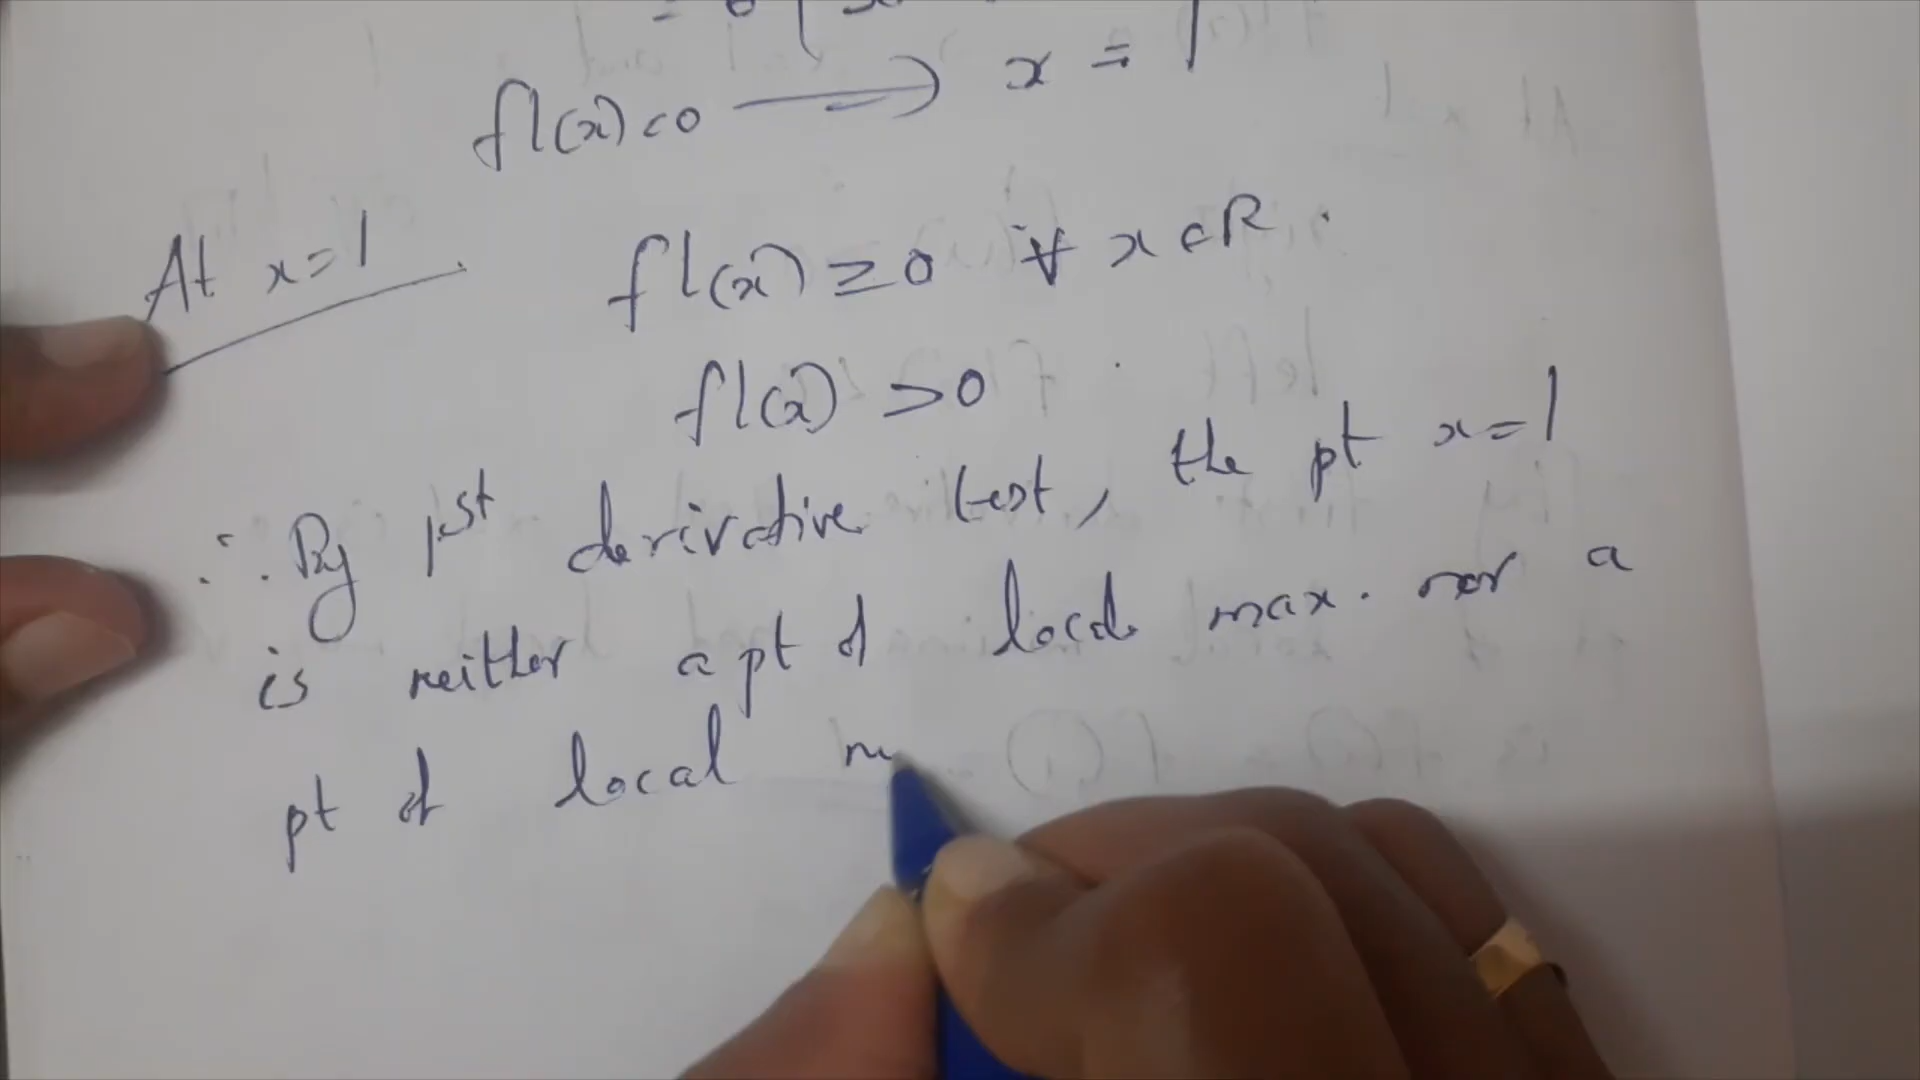 f'(x) = 0 ⟹ x = 1
At x=1 f'(x) ≥ 0 ∀ x ∈ R.
f'(x) > 0
∴ By 1st derivative test, the pt x=1
is neither a pt of local max. nor a
pt of local